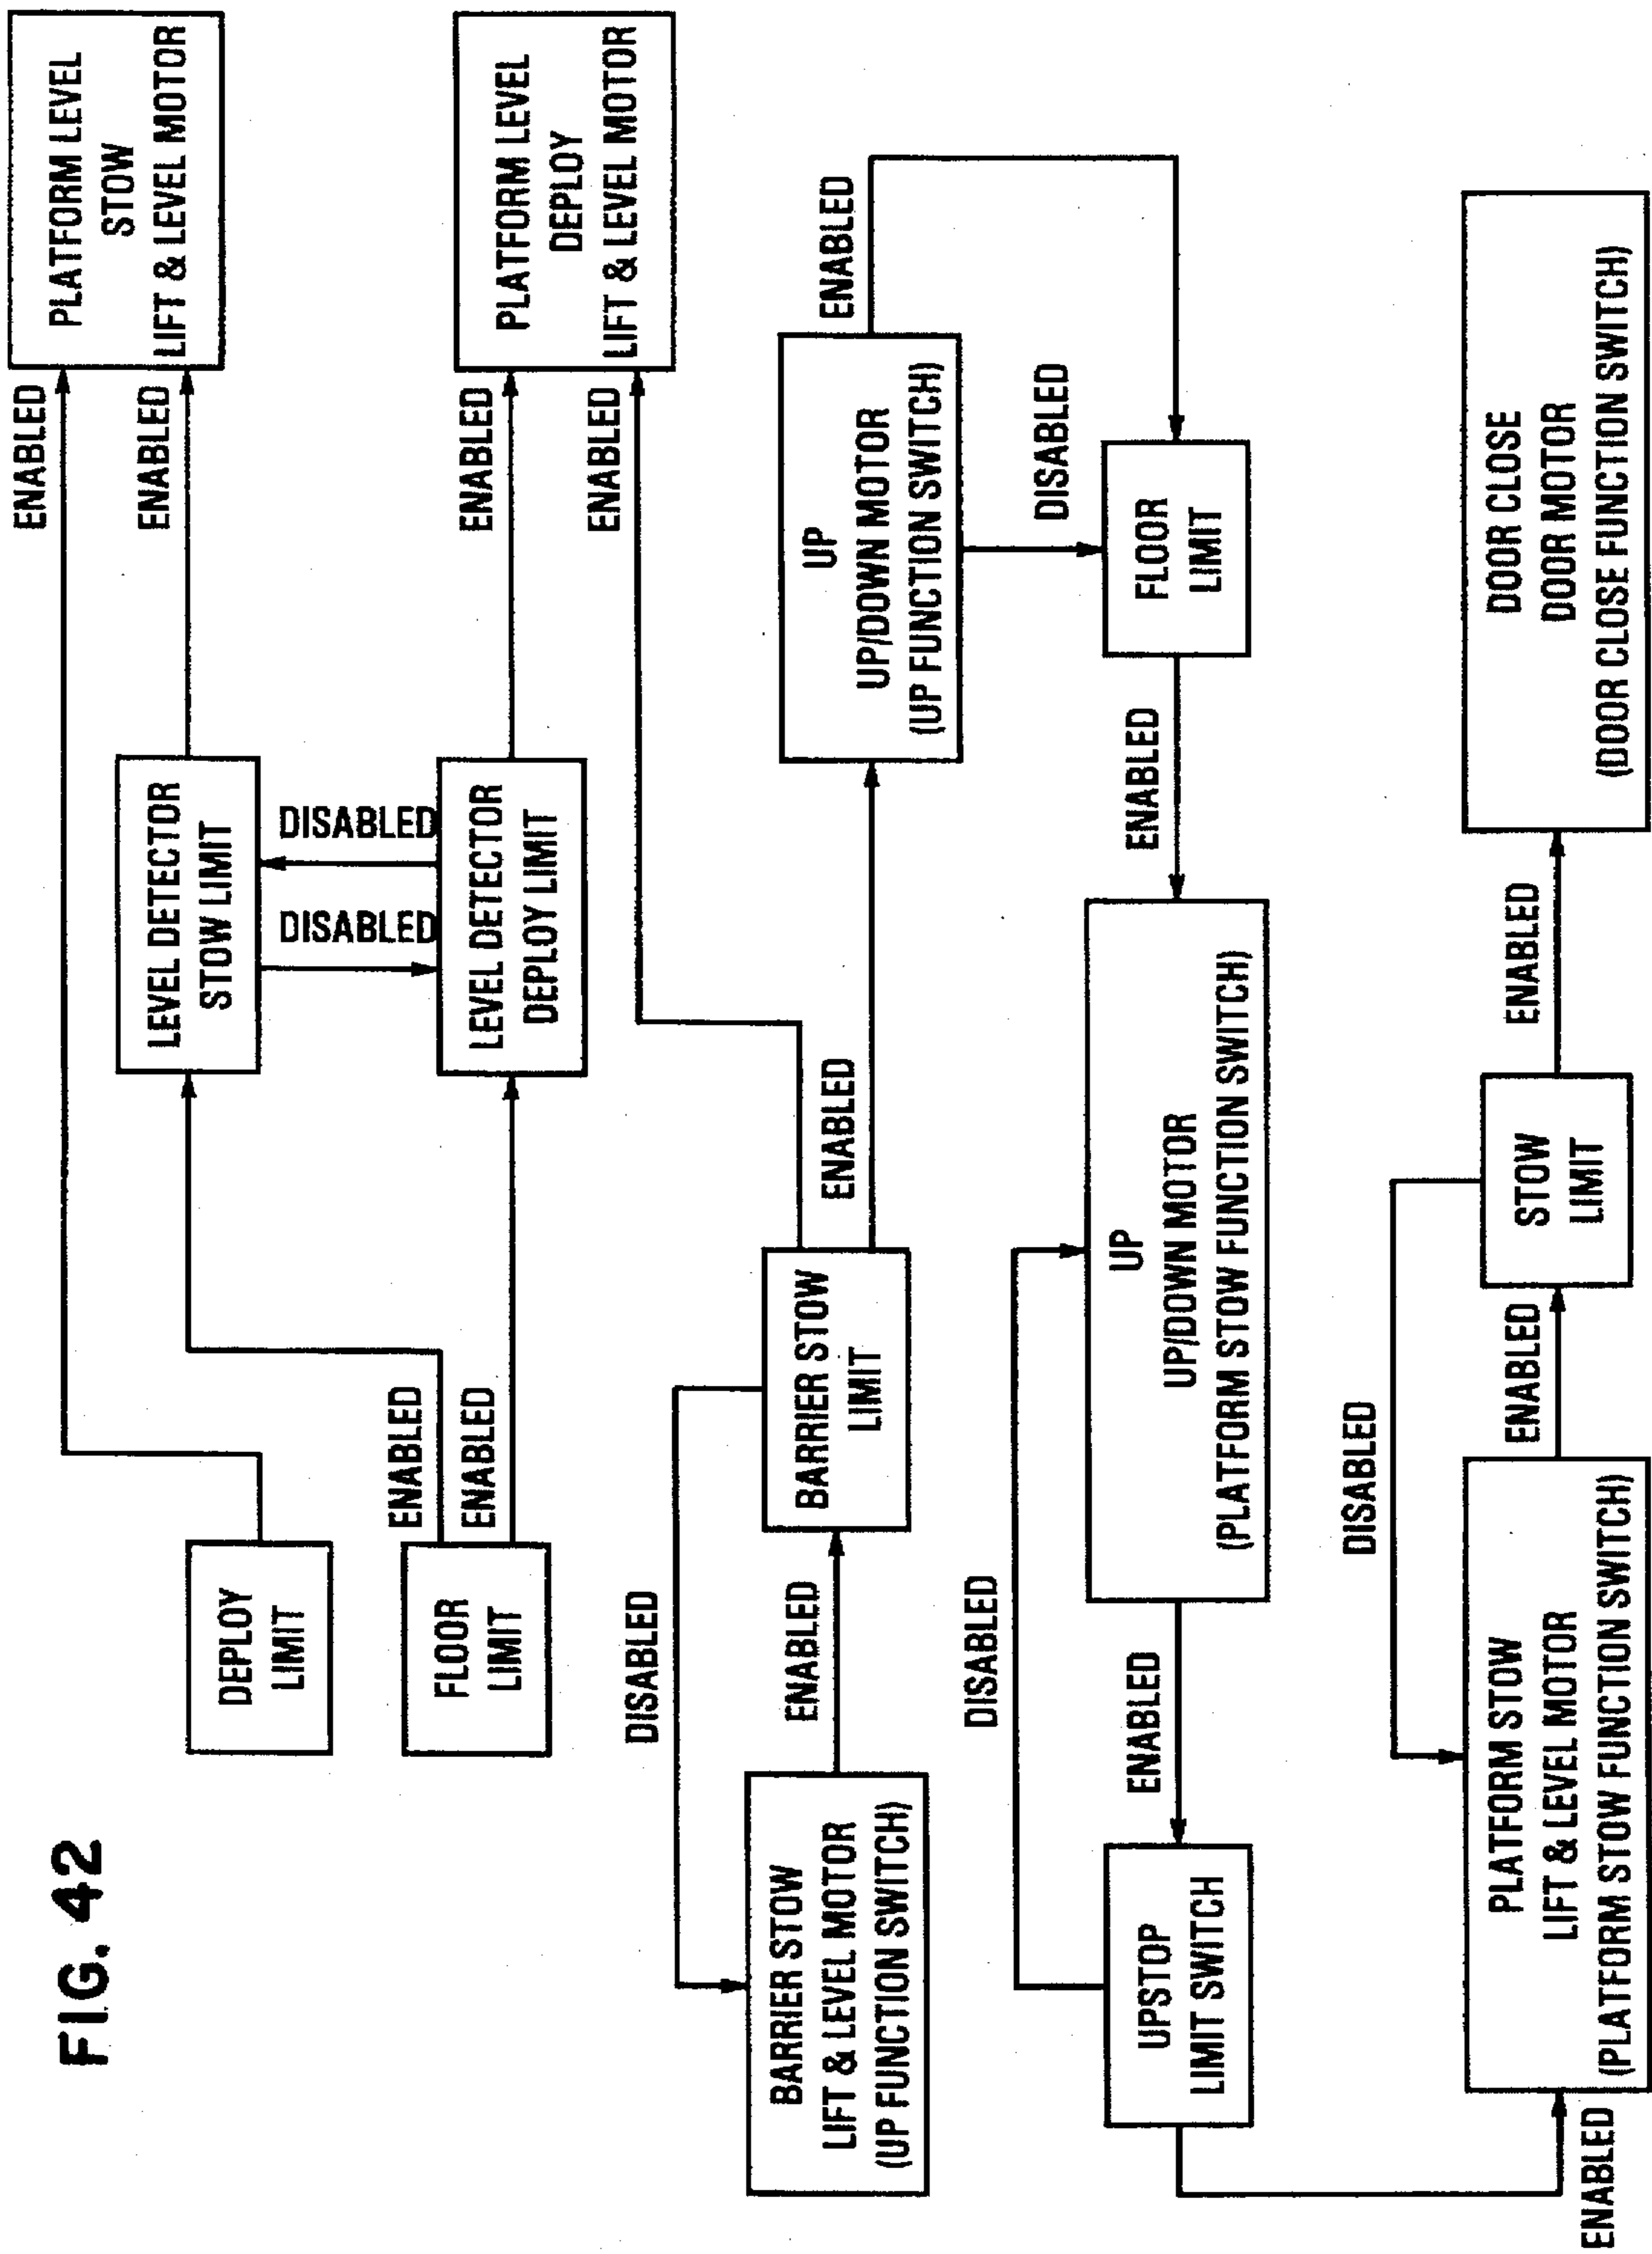 FIG. 42
DEPLOY
LIMIT
ENABLED
PLATFORM LEVEL
STOW
LIFT & LEVEL MOTOR
ENABLED
LEVEL DETECTOR
STOW LIMIT
DISABLED
DISABLED
FLOOR
LIMIT
ENABLED
ENABLED
LEVEL DETECTOR
DEPLOY LIMIT
ENABLED
PLATFORM LEVEL
DEPLOY
LIFT & LEVEL MOTOR
ENABLED
DISABLED
BARRIER STOW
LIFT & LEVEL MOTOR
(UP FUNCTION SWITCH)
ENABLED
BARRIER STOW
LIMIT
ENABLED
UP
UP/DOWN MOTOR
(UP FUNCTION SWITCH)
ENABLED
DISABLED
FLOOR
LIMIT
ENABLED
UP
UP/DOWN MOTOR
(PLATFORM STOW FUNCTION SWITCH)
DISABLED
ENABLED
UPSTOP
LIMIT SWITCH
ENABLED
PLATFORM STOW
LIFT & LEVEL MOTOR
(PLATFORM STOW FUNCTION SWITCH)
DISABLED
ENABLED
STOW
LIMIT
ENABLED
DOOR CLOSE
DOOR MOTOR
(DOOR CLOSE FUNCTION SWITCH)